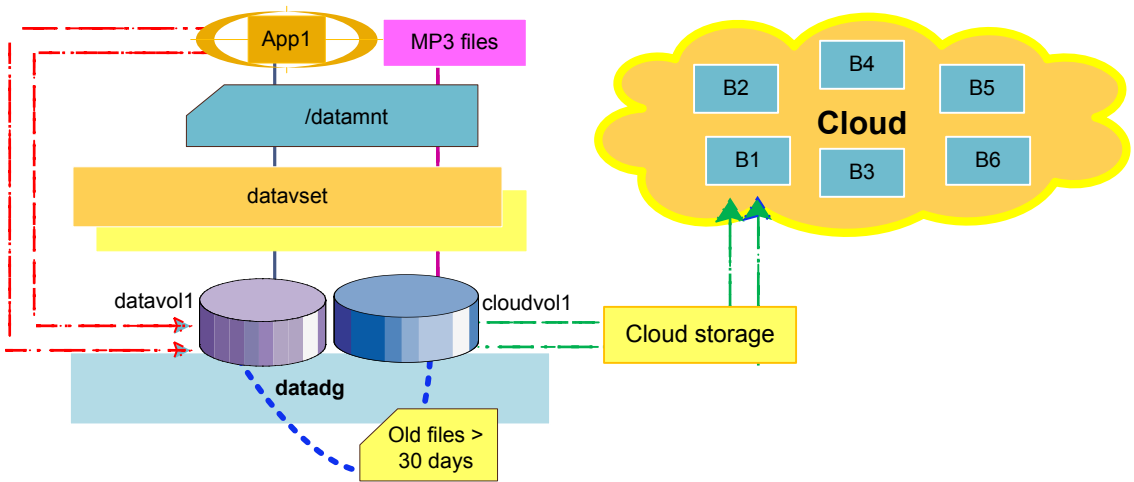 App1
MP3 files
/datamnt
datavset
datavol1
cloudvol1
datadg
Old files >
30 days
Cloud storage
B4
B2
B5
Cloud
B1
B3
B6